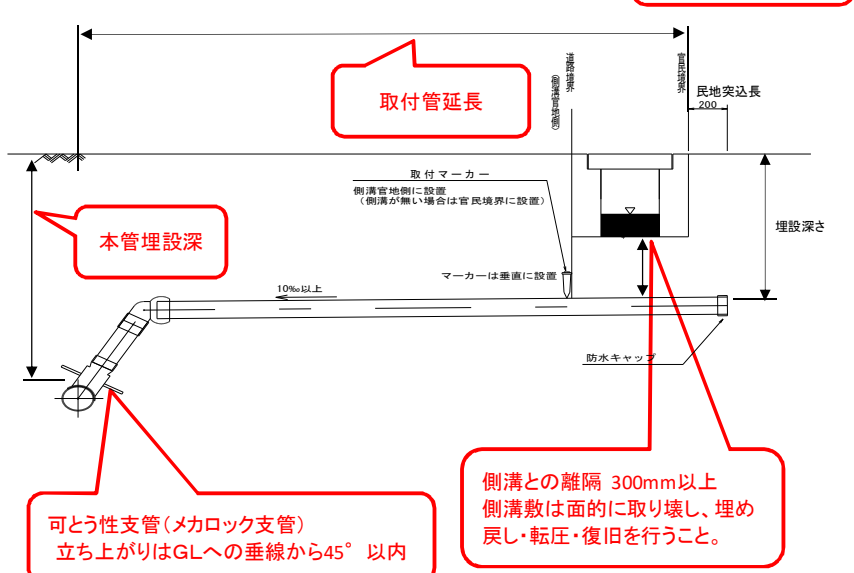 取付管延長
道路境界
(側溝官地側)
官民境界
民地突込長
200
取付マーカー
側溝官地側に設置
(側溝が無い場合は官民境界に設置)
本管埋設深
埋設深さ
マーカーは垂直に設置
10‰以上
防水キャップ
可とう性支管(メカロック支管)
立ち上がりはGLへの垂線から45°以内
側溝との離隔 300mm以上
側溝敷は面的に取り壊し、埋め
戻し・転圧・復旧を行うこと。